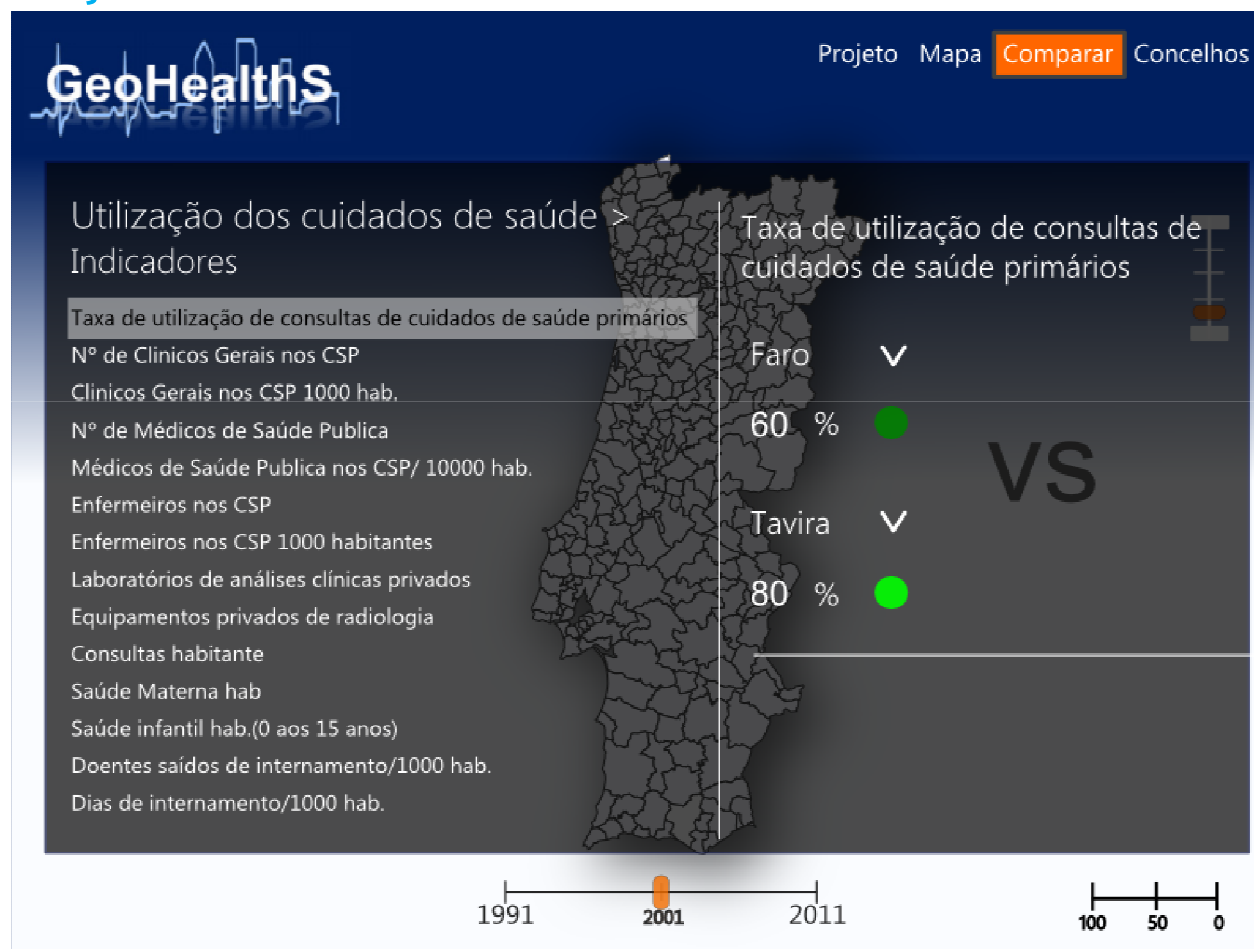 GeoHealthS
Projeto Mapa Comparar Concelhos
Utilização dos cuidados de saúde >
Indicadores
Taxa de utilização de consultas de cuidados de saúde primários
Nº de Clinicos Gerais nos CSP
Clinicos Gerais nos CSP 1000 hab.
Nº de Médicos de Saúde Publica
Médicos de Saúde Publica nos CSP/ 10000 hab.
Enfermeiros nos CSP
Enfermeiros nos CSP 1000 habitantes
Laboratórios de análises clínicas privados
Equipamentos privados de radiologia
Consultas habitante
Saúde Materna hab
Saúde infantil hab.(0 aos 15 anos)
Doentes saídos de internamento/1000 hab.
Dias de internamento/1000 hab.
Taxa de utilização de consultas de
cuidados de saúde primários
Faro
60 %
VS
Tavira
80 %
1991 2001 2011
100 50 0